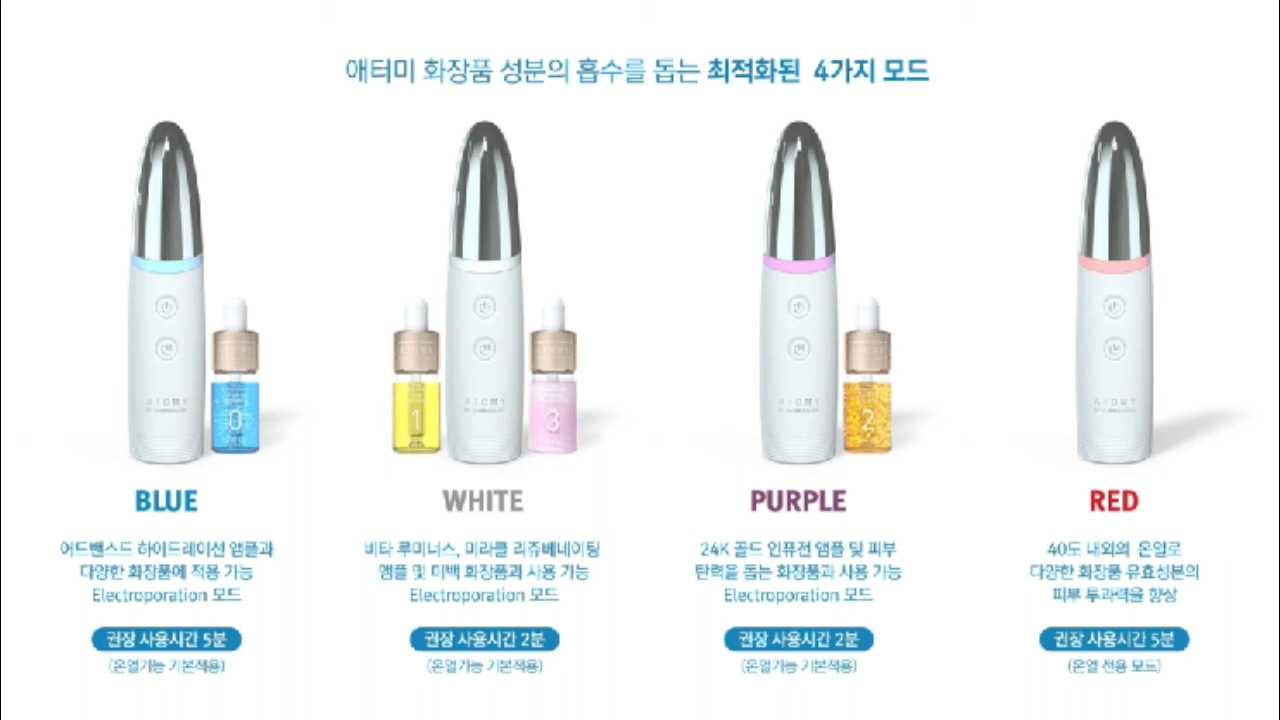 애터미 화장품 성분의 흡수를 돕는 최적화된 4가지 모드
ATOMY
0
1
ATOMY
3
ATOMY
2
ATOMY
BLUE
WHITE
PURPLE
RED
어드밴스드 하이드레이션 앰플과
다양한 화장품에 적용 가능
Electroporation 모드
비타 루미너스, 미라클 리쥬베네이팅
앰플 및 미백 화장품과 사용 가능
Electroporation 모드
24K 골드 인퓨전 앰플 및 피부
탄력을 돕는 화장품과 사용 가능
Electroporation 모드
40도 내외의 온열로
다양한 화장품 유효성분의
피부 투과력을 향상
권장 사용시간 5분
(온열기능 기본적용)
권장 사용시간 2분
(온열기능 기본적용)
권장 사용시간 2분
(온열기능 기본적용)
권장 사용시간 5분
(온열 전용 모드)